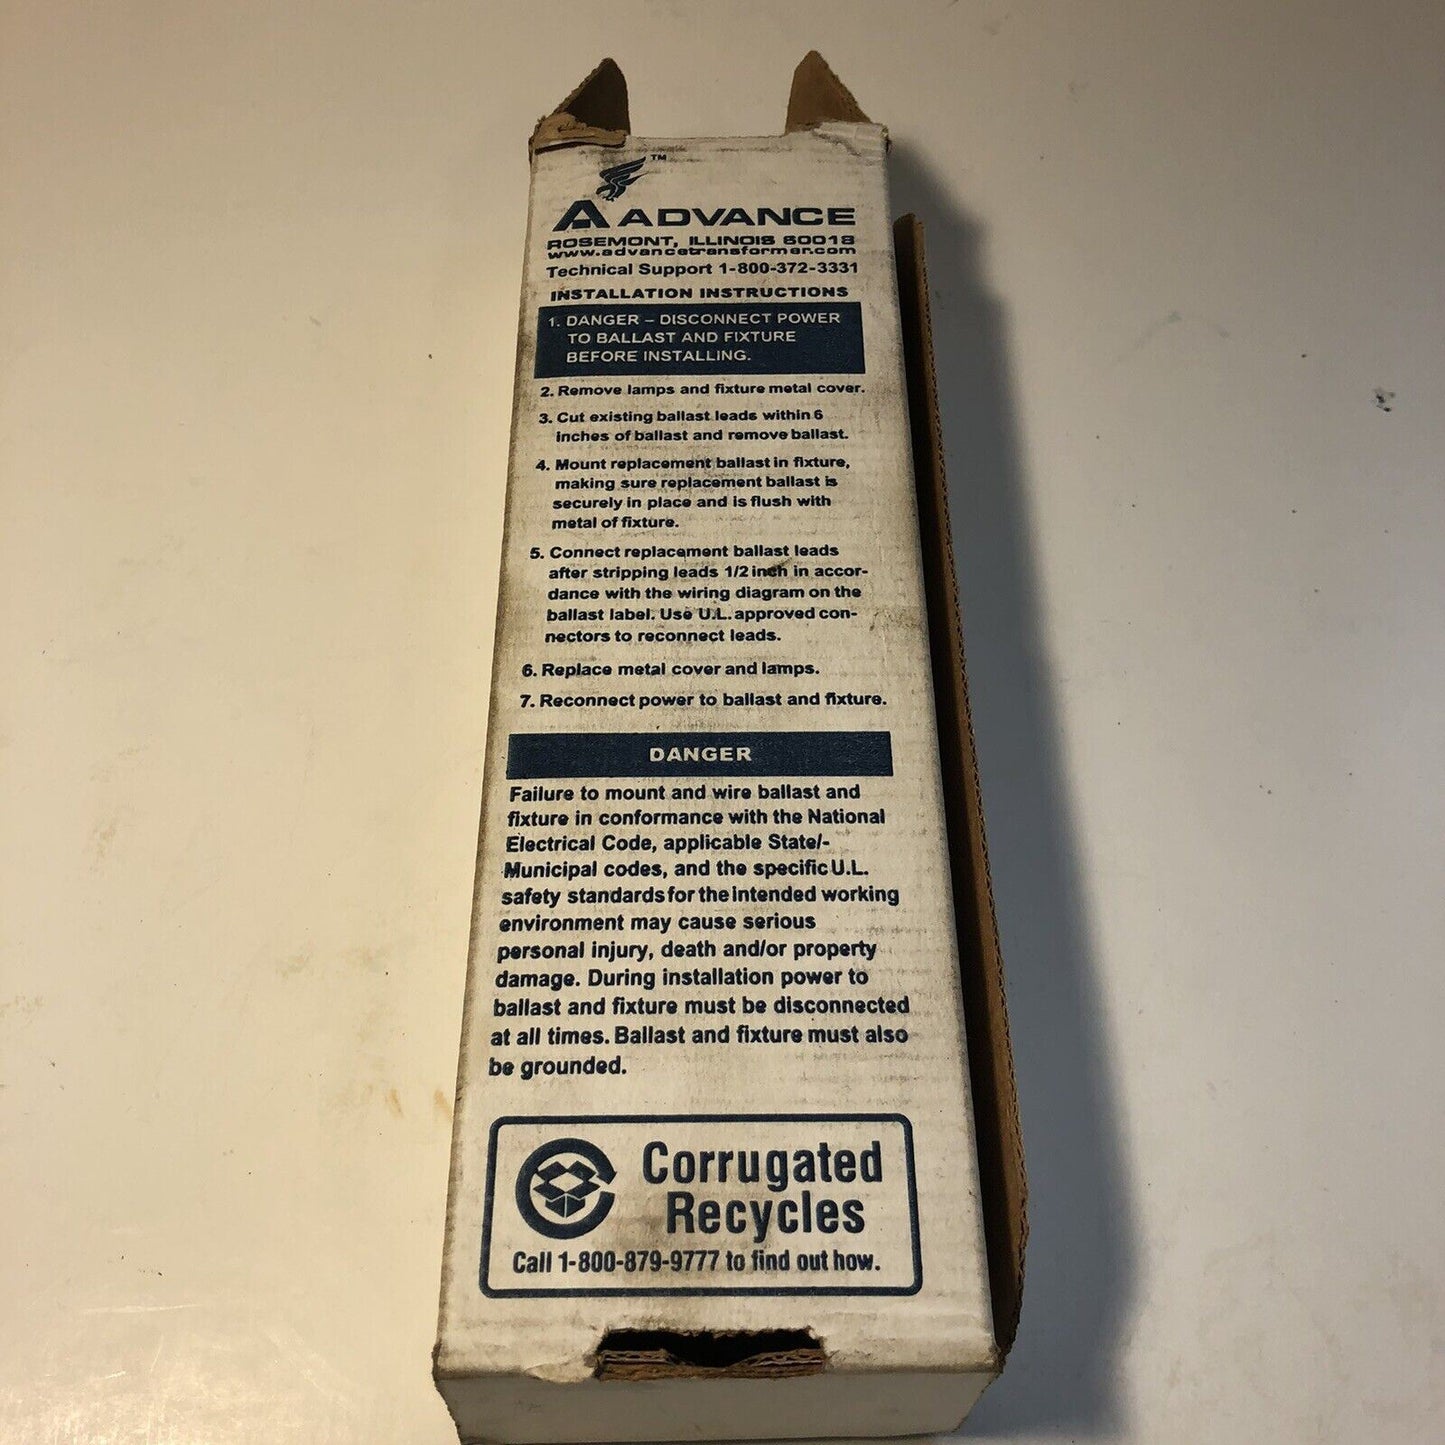 ™
ADVANCE
ROSEMONT, ILLINOIS 60018
www.advancetransformer.com
Technical Support 1-800-372-3331
INSTALLATION INSTRUCTIONS
1. DANGER – DISCONNECT POWER
TO BALLAST AND FIXTURE
BEFORE INSTALLING.
2. Remove lamps and fixture metal cover.
3. Cut existing ballast leads within 6
inches of ballast and remove ballast.
4. Mount replacement ballast in fixture,
making sure replacement ballast is
securely in place and is flush with
metal of fixture.
5. Connect replacement ballast leads
after stripping leads 1/2 inch in accor-
dance with the wiring diagram on the
ballast label. Use U.L. approved con-
nectors to reconnect leads.
6. Replace metal cover and lamps.
7. Reconnect power to ballast and fixture.
DANGER
Failure to mount and wire ballast and
fixture in conformance with the National
Electrical Code, applicable State/-
Municipal codes, and the specific U.L.
safety standards for the intended working
environment may cause serious
personal injury, death and/or property
damage. During installation power to
ballast and fixture must be disconnected
at all times. Ballast and fixture must also
be grounded.
Corrugated
Recycles
Call 1-800-879-9777 to find out how.